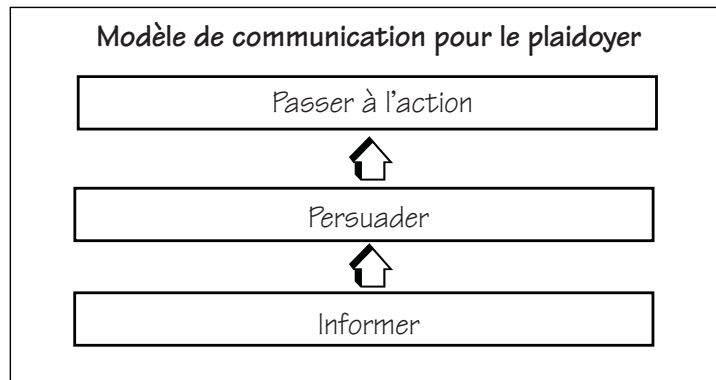 Modèle de communication pour le plaidoyer
Passer à l'action
Persuader
Informer